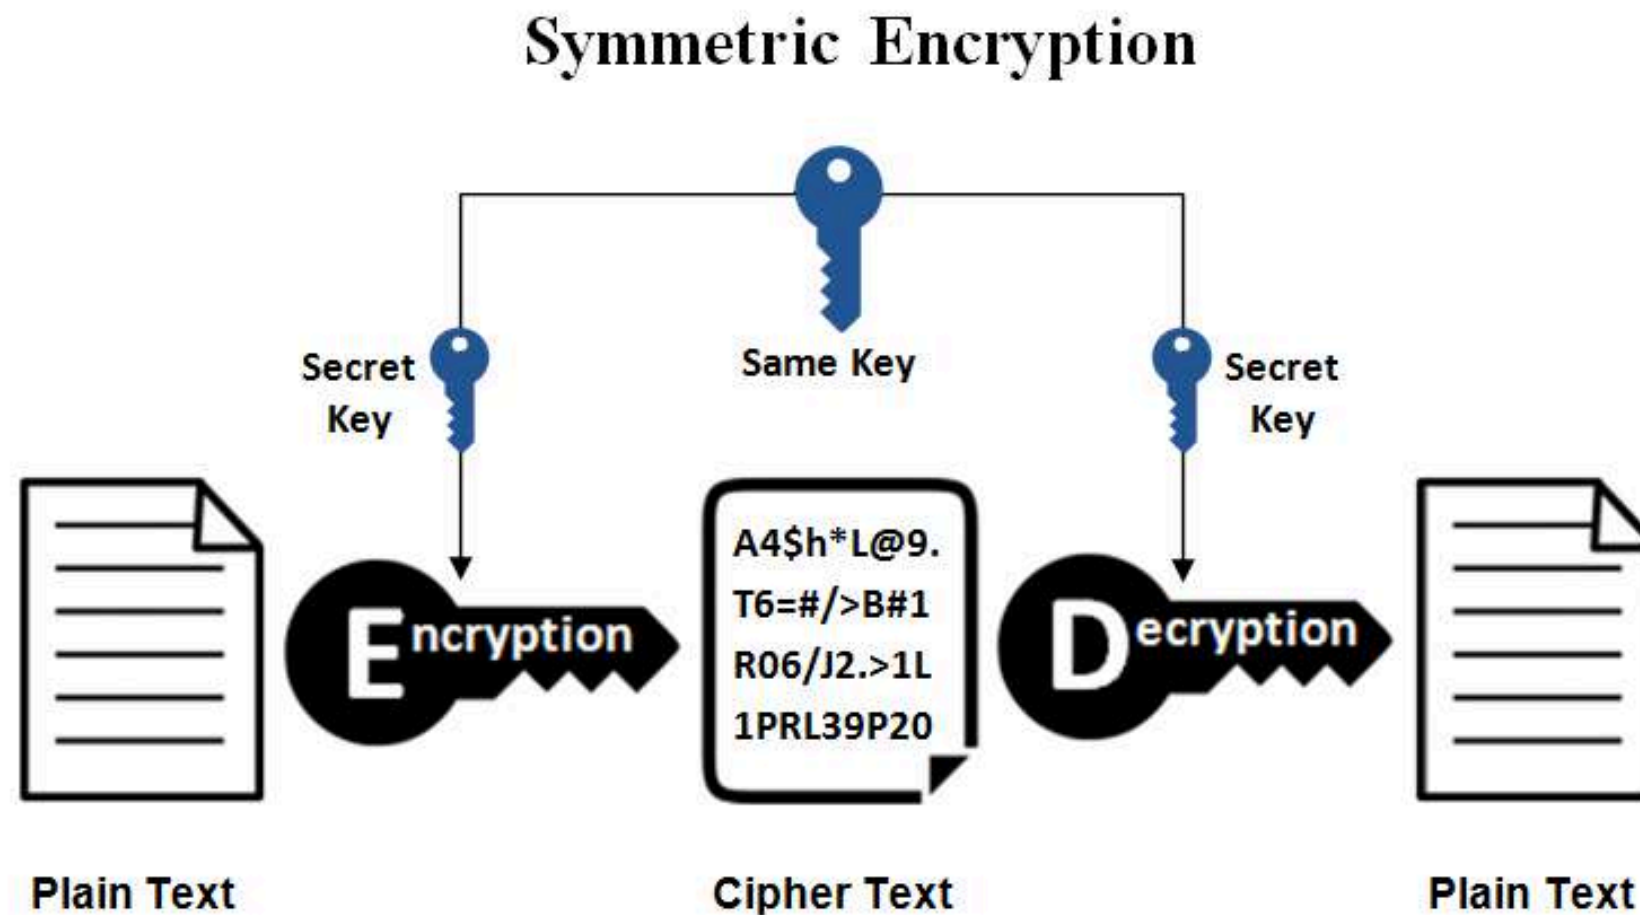 Symmetric Encryption
Same Key
Secret
Key
Secret
Key
Encryption
A4$h*L@9.
T6=#/>B#1
R06/J2.>1L
1PRL39P20
Decryption
Plain Text
Cipher Text
Plain Text